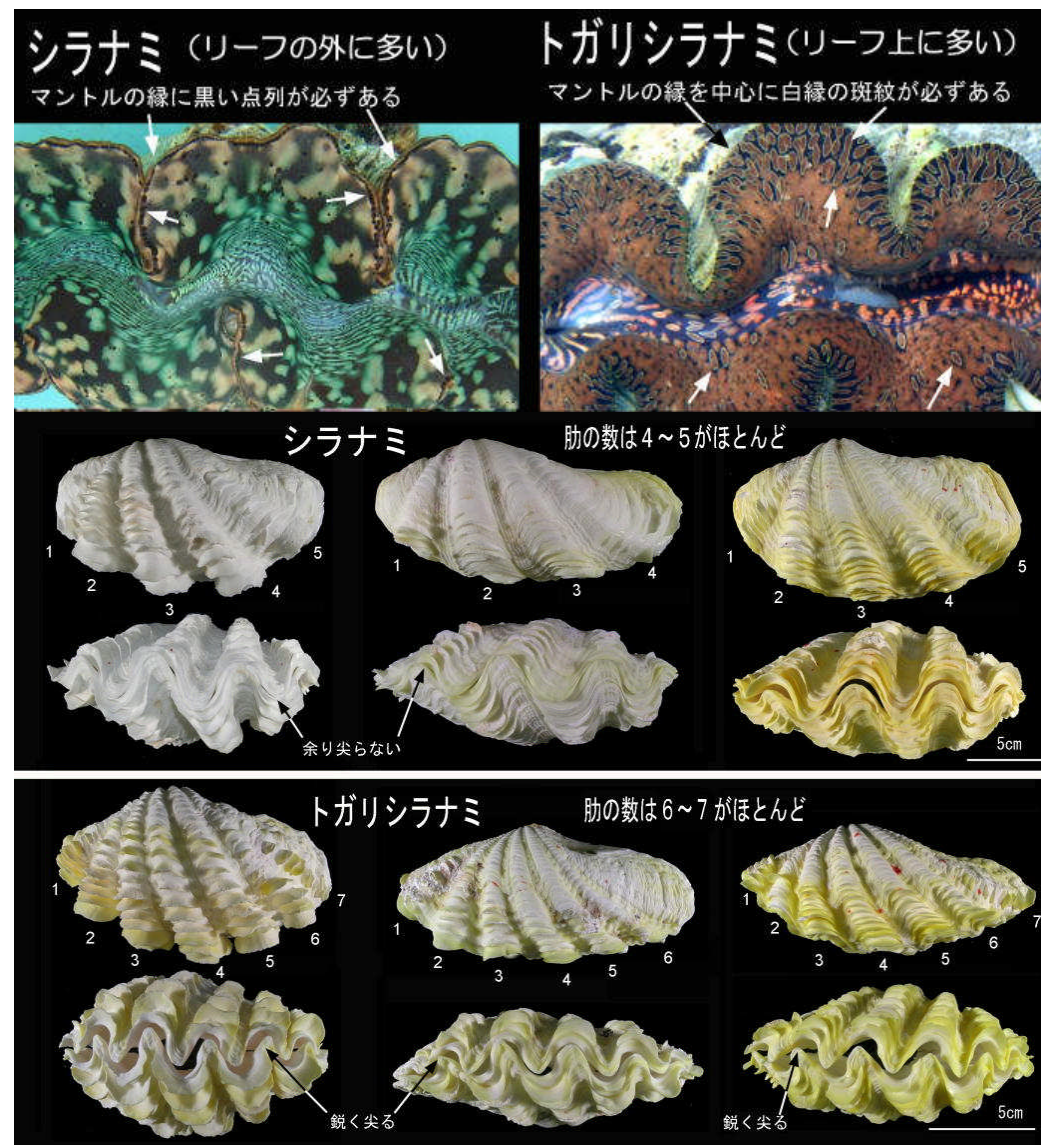 シラナミ（リーフの外に多い）
マントルの縁に黒い点列が必ずある
トガリシラナミ（リーフ上に多い）
マントルの縁を中心に白縁の斑紋が必ずある
シラナミ
肋の数は４～５がほとんど
1
2
3
4
5
1
2
3
4
1
2
3
4
5
余り尖らない
5cm
トガリシラナミ
肋の数は６～７がほとんど
1
2
3
4
5
6
7
1
2
3
4
5
6
1
2
3
4
5
6
7
鋭く尖る
鋭く尖る
5cm